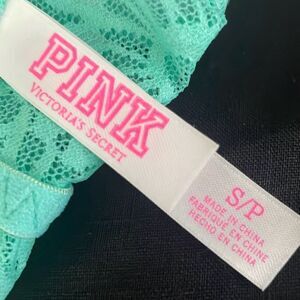 PINK
VICTORIA'S SECRET
S/P
MADE IN CHINA
FABRIQUÉ EN CHINE
HECHO EN CHINA